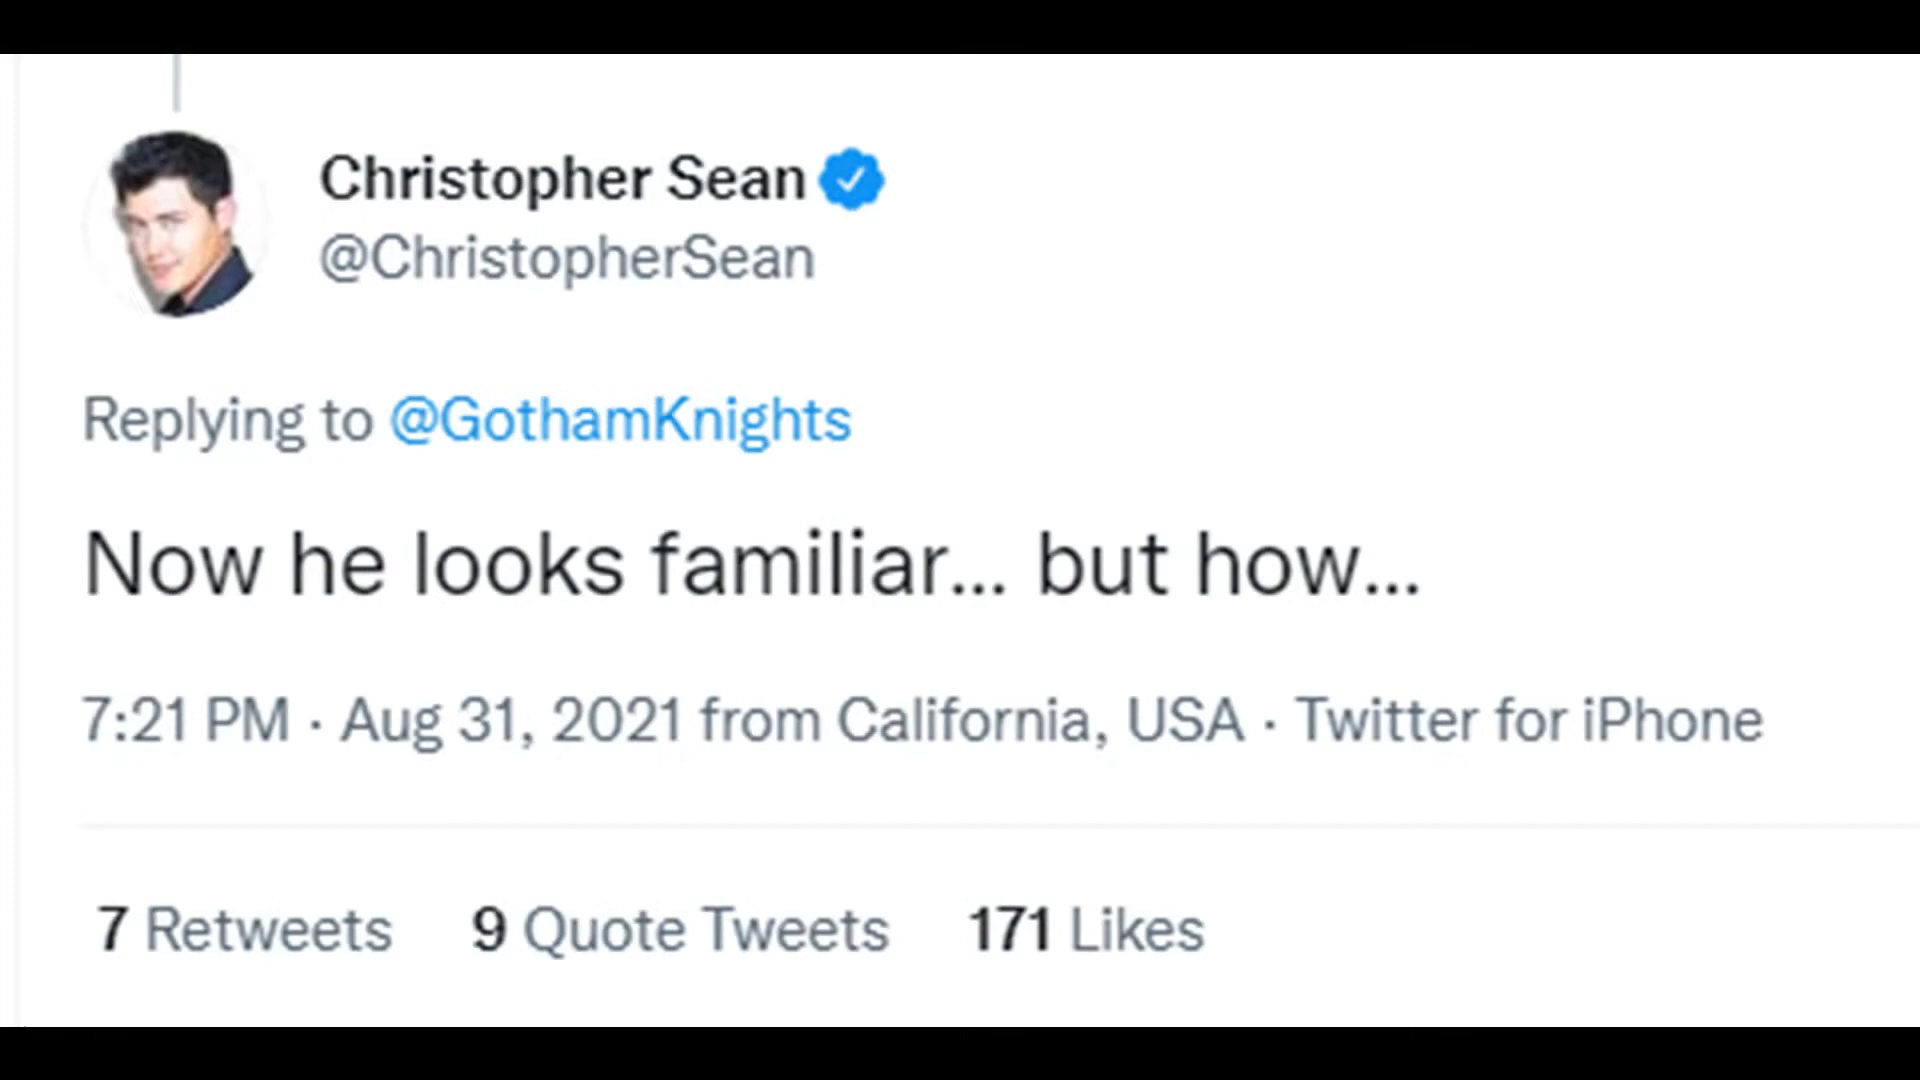 Christopher Sean
@ChristopherSean
Replying to @GothamKnights
Now he looks familiar... but how...
7:21 PM · Aug 31, 2021 from California, USA · Twitter for iPhone
7 Retweets 9 Quote Tweets 171 Likes